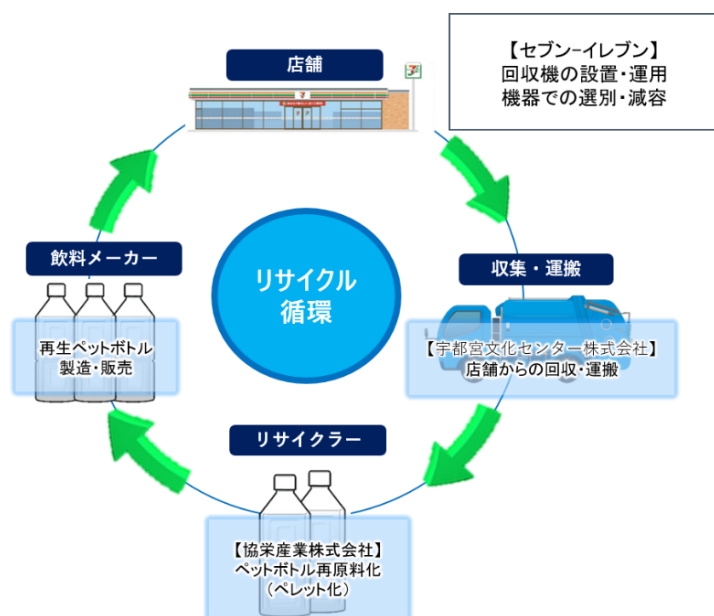 店舗
【セブン-イレブン】
回収機の設置・運用
機器での選別・減容
飲料メーカー
再生ペットボトル
製造・販売
リサイクル
循環
収集・運搬
【宇都宮文化センター株式会社】
店舗からの回収・運搬
リサイクラー
【協栄産業株式会社】
ペットボトル再原料化
(ペレット化)